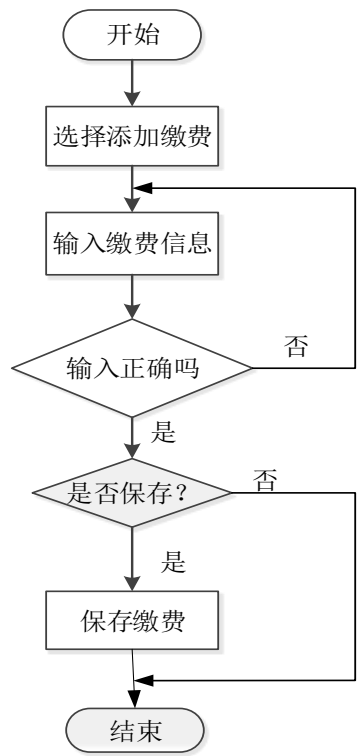 开始
选择添加缴费
输入缴费信息
输入正确吗
否
是
是否保存?
否
是
保存缴费
结束